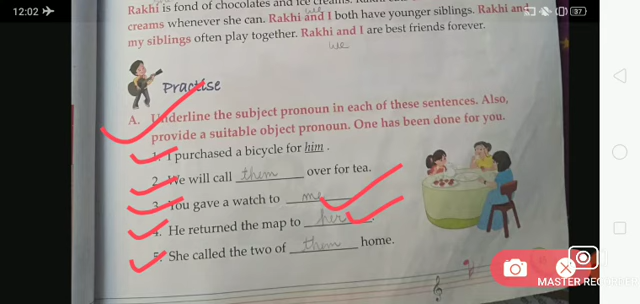 12:02
37
Rakhi is fond of chocolates and ice creams.
creams whenever she can. Rakhi and I both have younger siblings. Rakhi and
we
my siblings often play together. Rakhi and I are best friends forever.
we
Practise
A. Underline the subject pronoun in each of these sentences. Also,
provide a suitable object pronoun. One has been done for you.
1. I purchased a bicycle for him.
2. We will call them over for tea.
3. You gave a watch to me
4. He returned the map to her.
5. She called the two of them home.
MASTER RECORDER